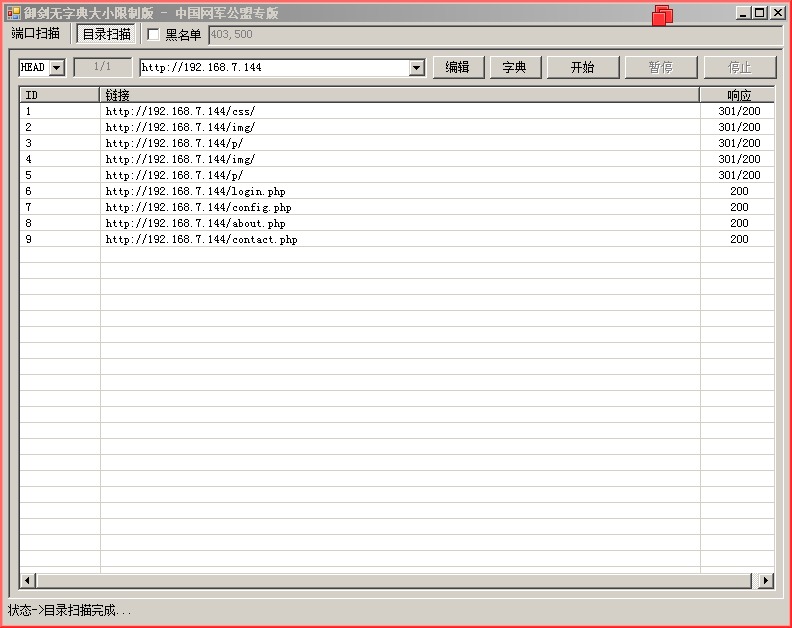 御剑无字典大小限制版 - 中国网军公盟专版
端口扫描 目录扫描 黑名单 403,500
HEAD 1/1 http://192.168.7.144 编辑 字典 开始 暂停 停止
ID 链接 响应
1 http://192.168.7.144/css/ 301/200
2 http://192.168.7.144/img/ 301/200
3 http://192.168.7.144/p/ 301/200
4 http://192.168.7.144/img/ 301/200
5 http://192.168.7.144/p/ 301/200
6 http://192.168.7.144/login.php 200
7 http://192.168.7.144/config.php 200
8 http://192.168.7.144/about.php 200
9 http://192.168.7.144/contact.php 200
状态->目录扫描完成...